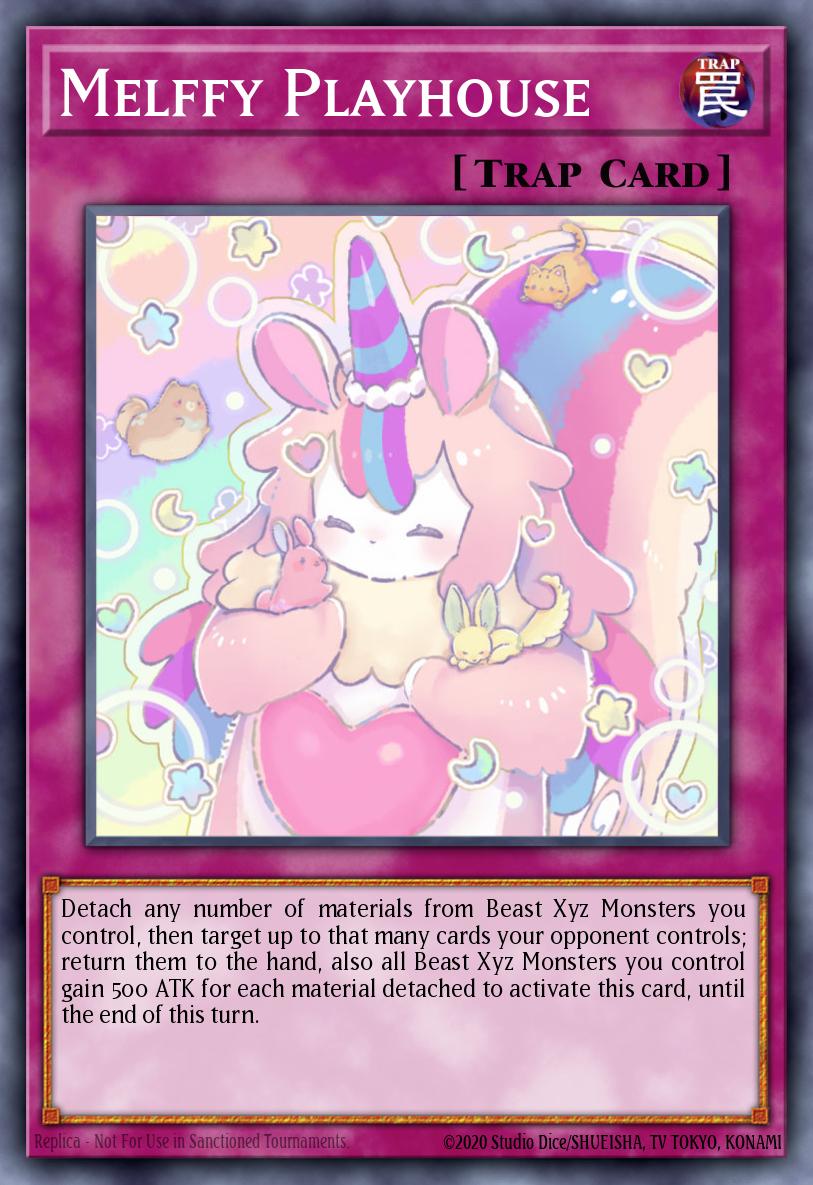 Melffy Playhouse
TRAP
罠
[Trap Card]
Detach any number of materials from Beast Xyz Monsters you
control, then target up to that many cards your opponent controls;
return them to the hand, also all Beast Xyz Monsters you control
gain 500 ATK for each material detached to activate this card, until
the end of this turn.
Replica - Not For Use in Sanctioned Tournaments.
©2020 Studio Dice/SHUEISHA, TV TOKYO, KONAMI